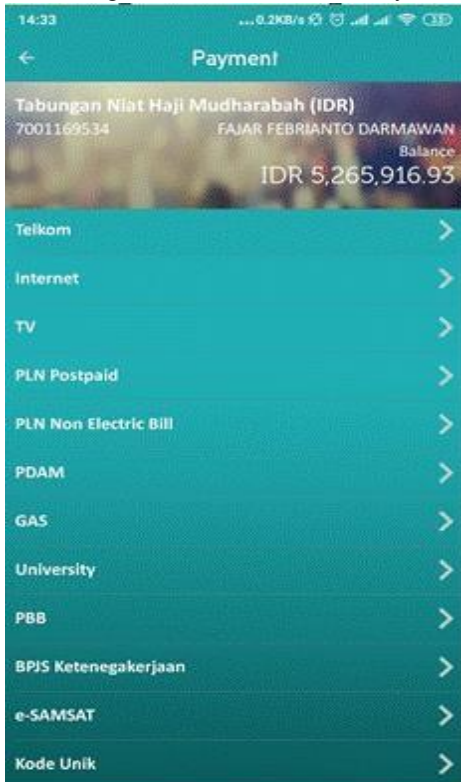 14:33 ...0.2KB/s
Payment
Tabungan Niat Haji Mudharabah (IDR)
7001169534 FAJAR FEBRIANTO DARMAWAN
Balance
IDR 5,265,916.93
Telkom
Internet
TV
PLN Postpaid
PLN Non Electric Bill
PDAM
GAS
University
PBB
BPJS Ketenegakerjaan
e-SAMSAT
Kode Unik